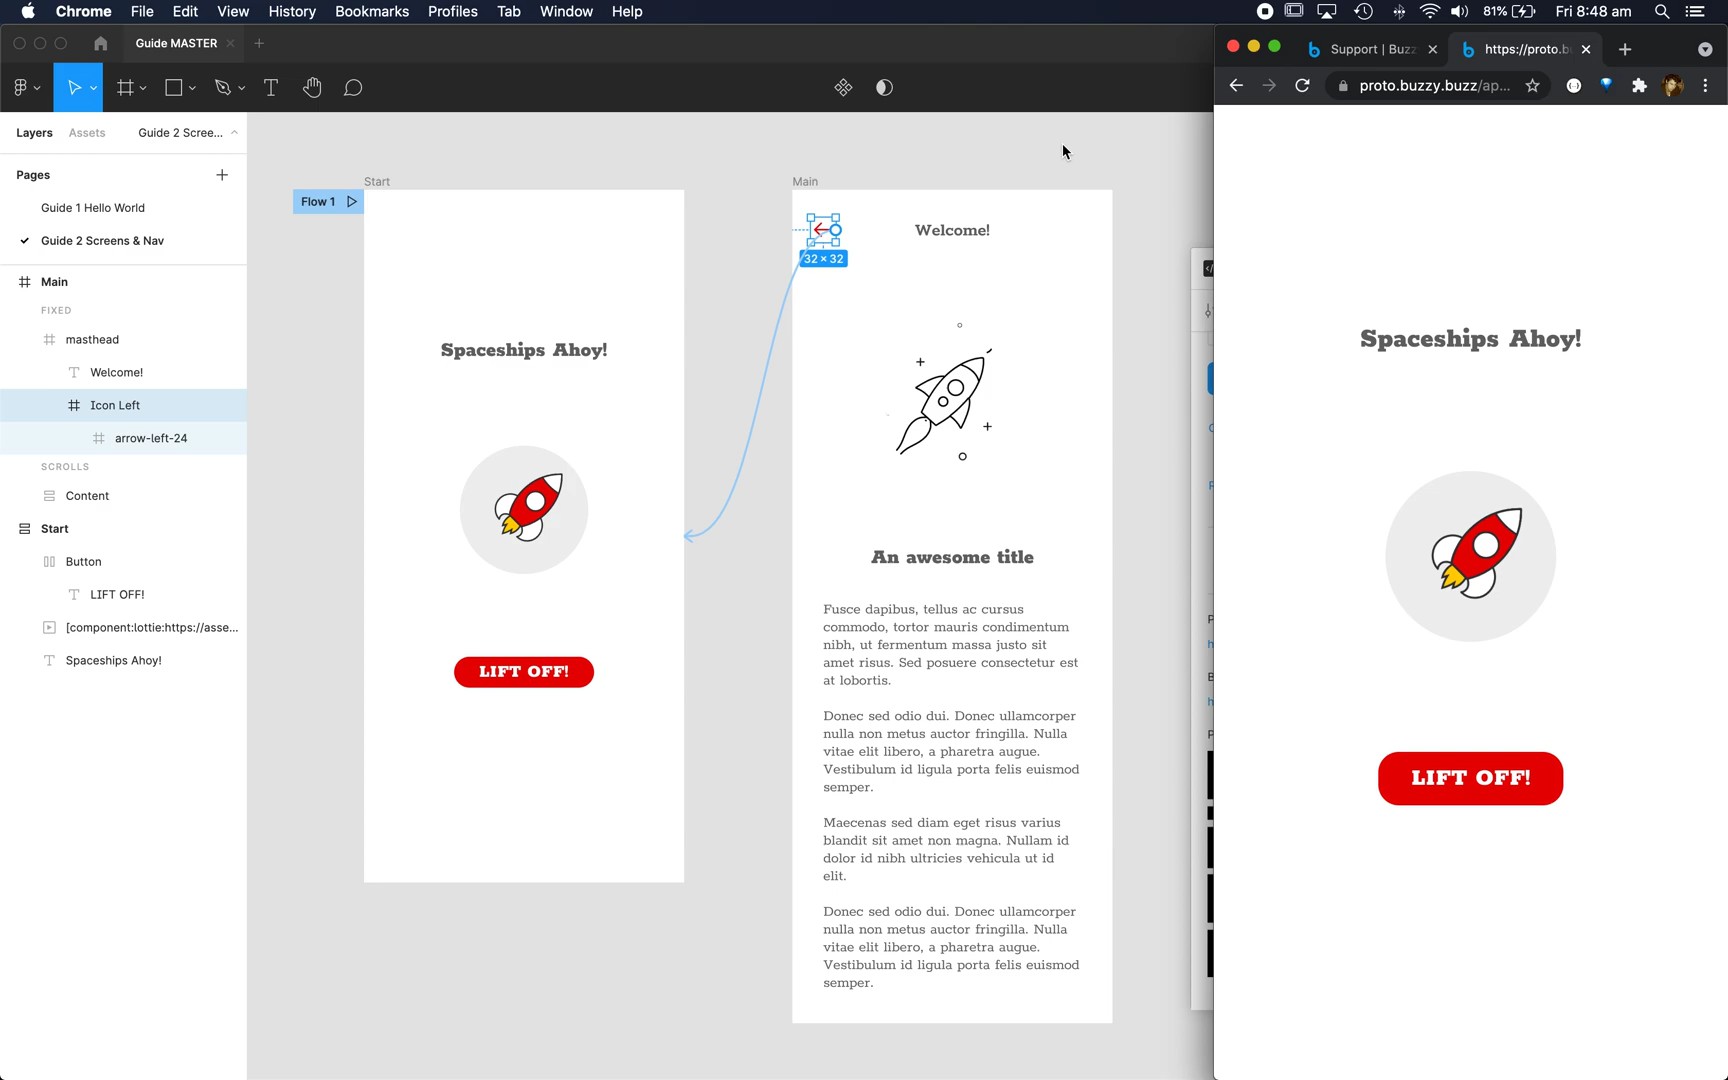 Chrome File Edit View History Bookmarks Profiles Tab Window Help
81% Fri 8:48 am
Guide MASTER
Support | Buzz
https://proto.b
proto.buzzy.buzz/ap...
Layers Assets Guide 2 Scree...
Pages
Guide 1 Hello World
Guide 2 Screens & Nav
Main
FIXED
masthead
Welcome!
Icon Left
arrow-left-24
SCROLLS
Content
Start
Button
LIFT OFF!
[component:lottie:https://asse...
Spaceships Ahoy!
Start
Flow 1
Spaceships Ahoy!
LIFT OFF!
Main
Welcome!
32 × 32
An awesome title
Fusce dapibus, tellus ac cursus
commodo, tortor mauris condimentum
nibh, ut fermentum massa justo sit
amet risus. Sed posuere consectetur est
at lobortis.
Donec sed odio dui. Donec ullamcorper
nulla non metus auctor fringilla. Nulla
vitae elit libero, a pharetra augue.
Vestibulum id ligula porta felis euismod
semper.
Maecenas sed diam eget risus varius
blandit sit amet non magna. Nullam id
dolor id nibh ultricies vehicula ut id
elit.
Donec sed odio dui. Donec ullamcorper
nulla non metus auctor fringilla. Nulla
vitae elit libero, a pharetra augue.
Vestibulum id ligula porta felis euismod
semper.
Spaceships Ahoy!
LIFT OFF!